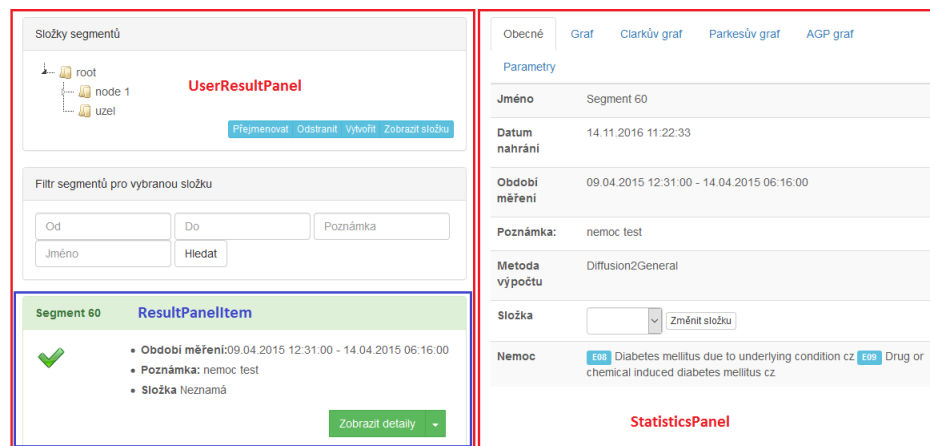 Složky segmentů
root
node 1
uzel
UserResultPanel
Přejmenovat Odstranit Vytvořit Zobrazit složku
Filtr segmentů pro vybranou složku
Od Do Poznámka
Jméno Hledat
Segment 60 ResultPanelItem
Období měření:09.04.2015 12:31:00 - 14.04.2015 06:16:00
Poznámka: nemoc test
Složka Neznamá
Zobrazit detaily
Obecné Graf Clarkův graf Parkesův graf AGP graf
Parametry
Jméno Segment 60
Datum 14.11.2016 11:22:33
nahrání
Období 09.04.2015 12:31:00 - 14.04.2015 06:16:00
měření
Poznámka: nemoc test
Metoda Diffusion2General
výpočtu
Složka Změnit složku
Nemoc E08 Diabetes mellitus due to underlying condition cz E09 Drug or
chemical induced diabetes mellitus cz
StatisticsPanel